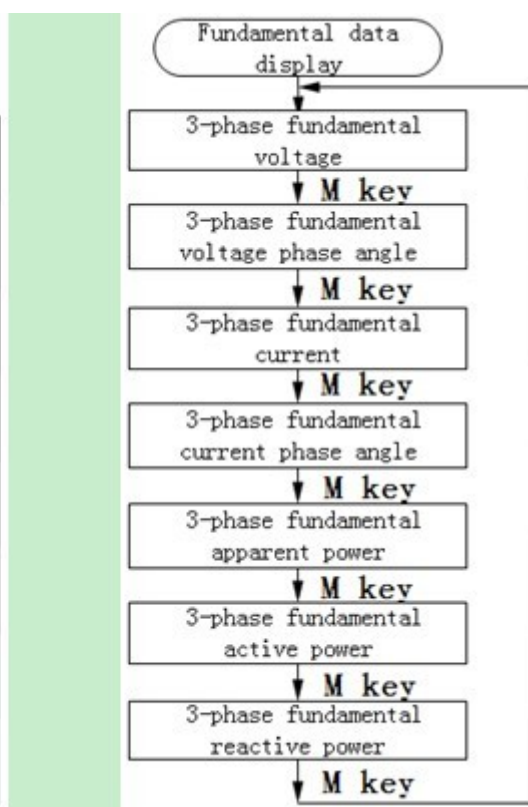 Fundamental data
display
3-phase fundamental
voltage
M key
3-phase fundamental
voltage phase angle
M key
3-phase fundamental
current
M key
3-phase fundamental
current phase angle
M key
3-phase fundamental
apparent power
M key
3-phase fundamental
active power
M key
3-phase fundamental
reactive power
M key